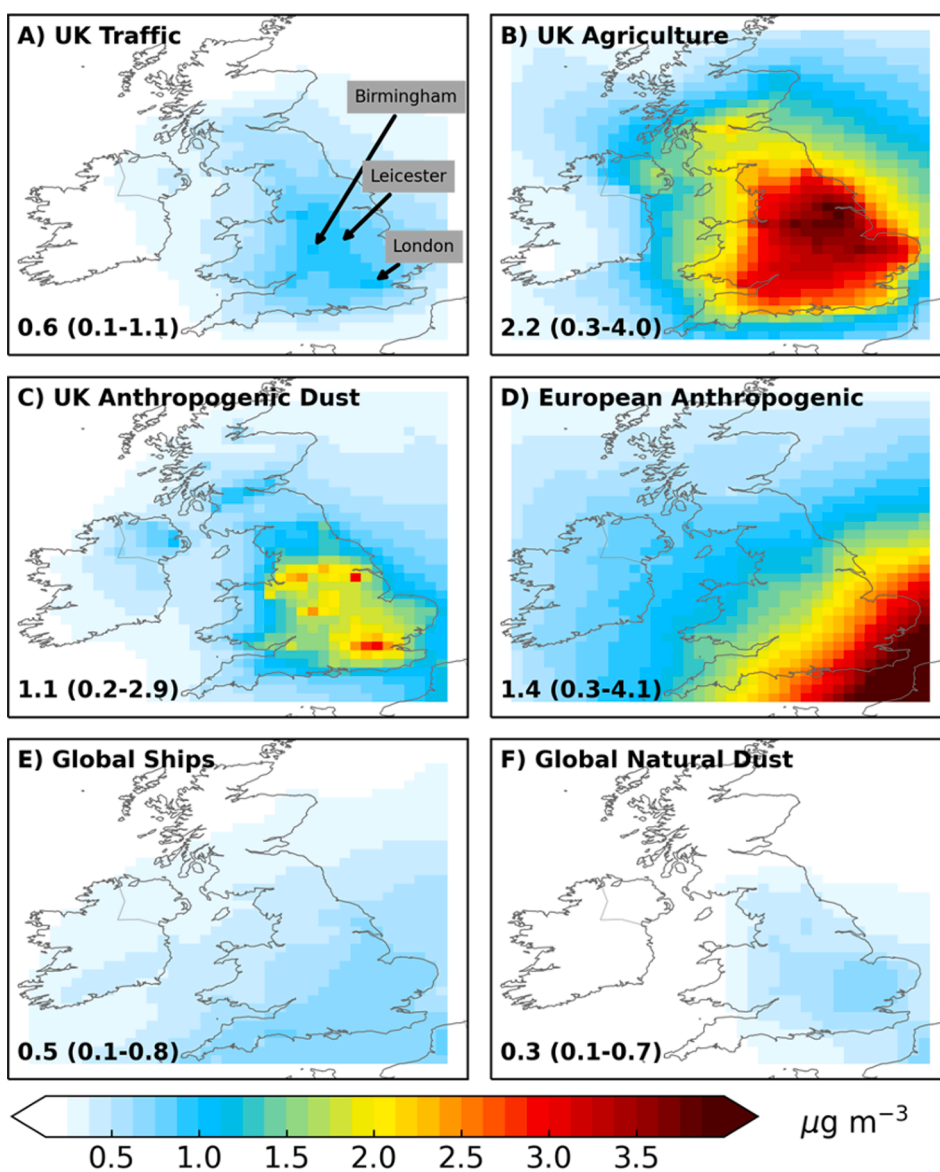 A) UK Traffic
Birmingham
Leicester
London
0.6 (0.1-1.1)
B) UK Agriculture
2.2 (0.3-4.0)
C) UK Anthropogenic Dust
1.1 (0.2-2.9)
D) European Anthropogenic
1.4 (0.3-4.1)
E) Global Ships
0.5 (0.1-0.8)
F) Global Natural Dust
0.3 (0.1-0.7)
0.5 1.0 1.5 2.0 2.5 3.0 3.5
μg m⁻³